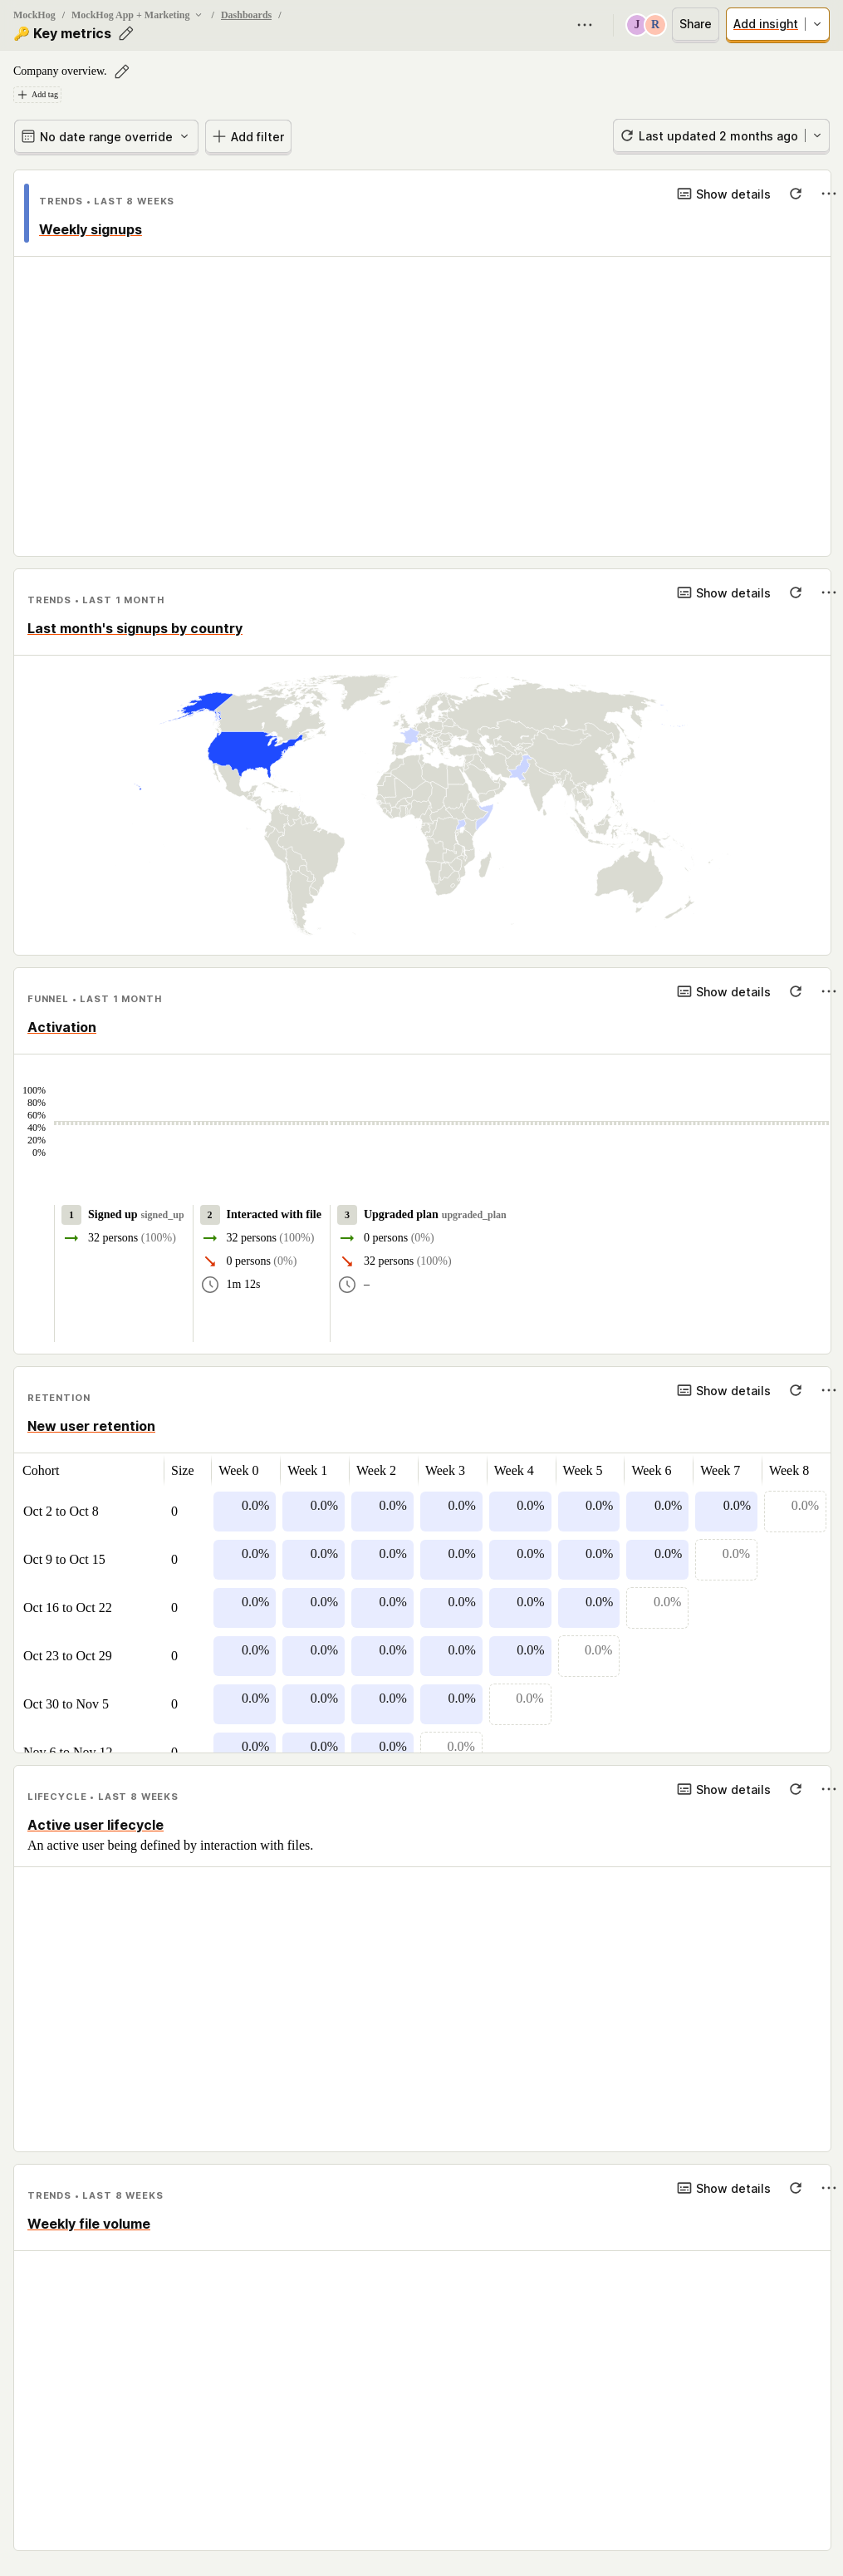 MockHog / MockHog App + Marketing / Dashboards /
🔑 Key metrics
J R Share Add insight
Company overview.
Add tag
No date range override Add filter Last updated 2 months ago
TRENDS • LAST 8 WEEKS Show details
Weekly signups
TRENDS • LAST 1 MONTH Show details
Last month's signups by country
FUNNEL • LAST 1 MONTH Show details
Activation
100%
80%
60%
40%
20%
0%
1 Signed up signed_up 2 Interacted with file 3 Upgraded plan upgraded_plan
32 persons (100%) 32 persons (100%) 0 persons (0%)
0 persons (0%) 32 persons (100%)
1m 12s –
RETENTION Show details
New user retention
Cohort Size Week 0 Week 1 Week 2 Week 3 Week 4 Week 5 Week 6 Week 7 Week 8
Oct 2 to Oct 8 0 0.0% 0.0% 0.0% 0.0% 0.0% 0.0% 0.0% 0.0% 0.0%
Oct 9 to Oct 15 0 0.0% 0.0% 0.0% 0.0% 0.0% 0.0% 0.0% 0.0%
Oct 16 to Oct 22 0 0.0% 0.0% 0.0% 0.0% 0.0% 0.0% 0.0%
Oct 23 to Oct 29 0 0.0% 0.0% 0.0% 0.0% 0.0% 0.0%
Oct 30 to Nov 5 0 0.0% 0.0% 0.0% 0.0% 0.0%
Nov 6 to Nov 12 0 0.0% 0.0% 0.0% 0.0%
LIFECYCLE • LAST 8 WEEKS Show details
Active user lifecycle
An active user being defined by interaction with files.
TRENDS • LAST 8 WEEKS Show details
Weekly file volume